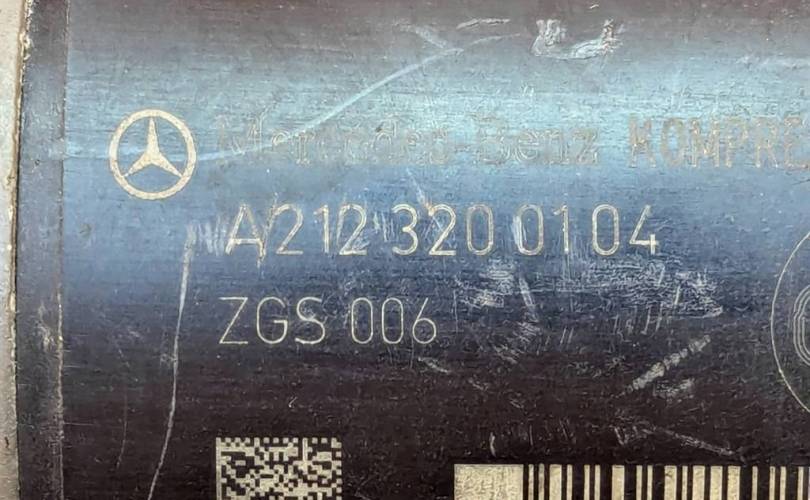 Mercedes-Benz KOMPRE
A 212 320 01 04
ZGS 006